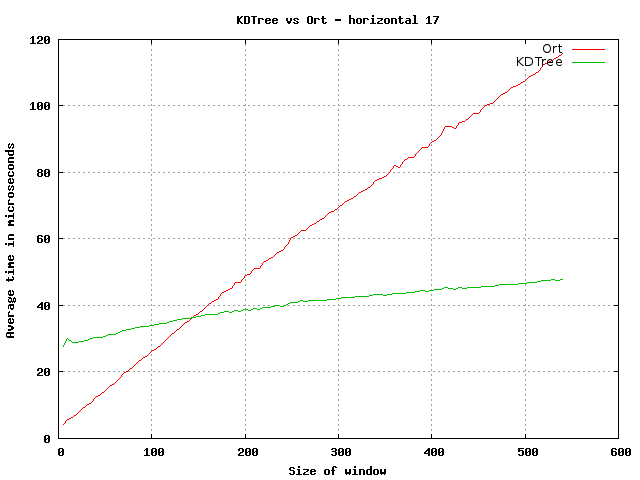 KDTree vs Ort - horizontal 17
120
Ort
KDTree
100
80
60
40
20
0
Average time in microseconds
0 100 200 300 400 500 600
Size of window